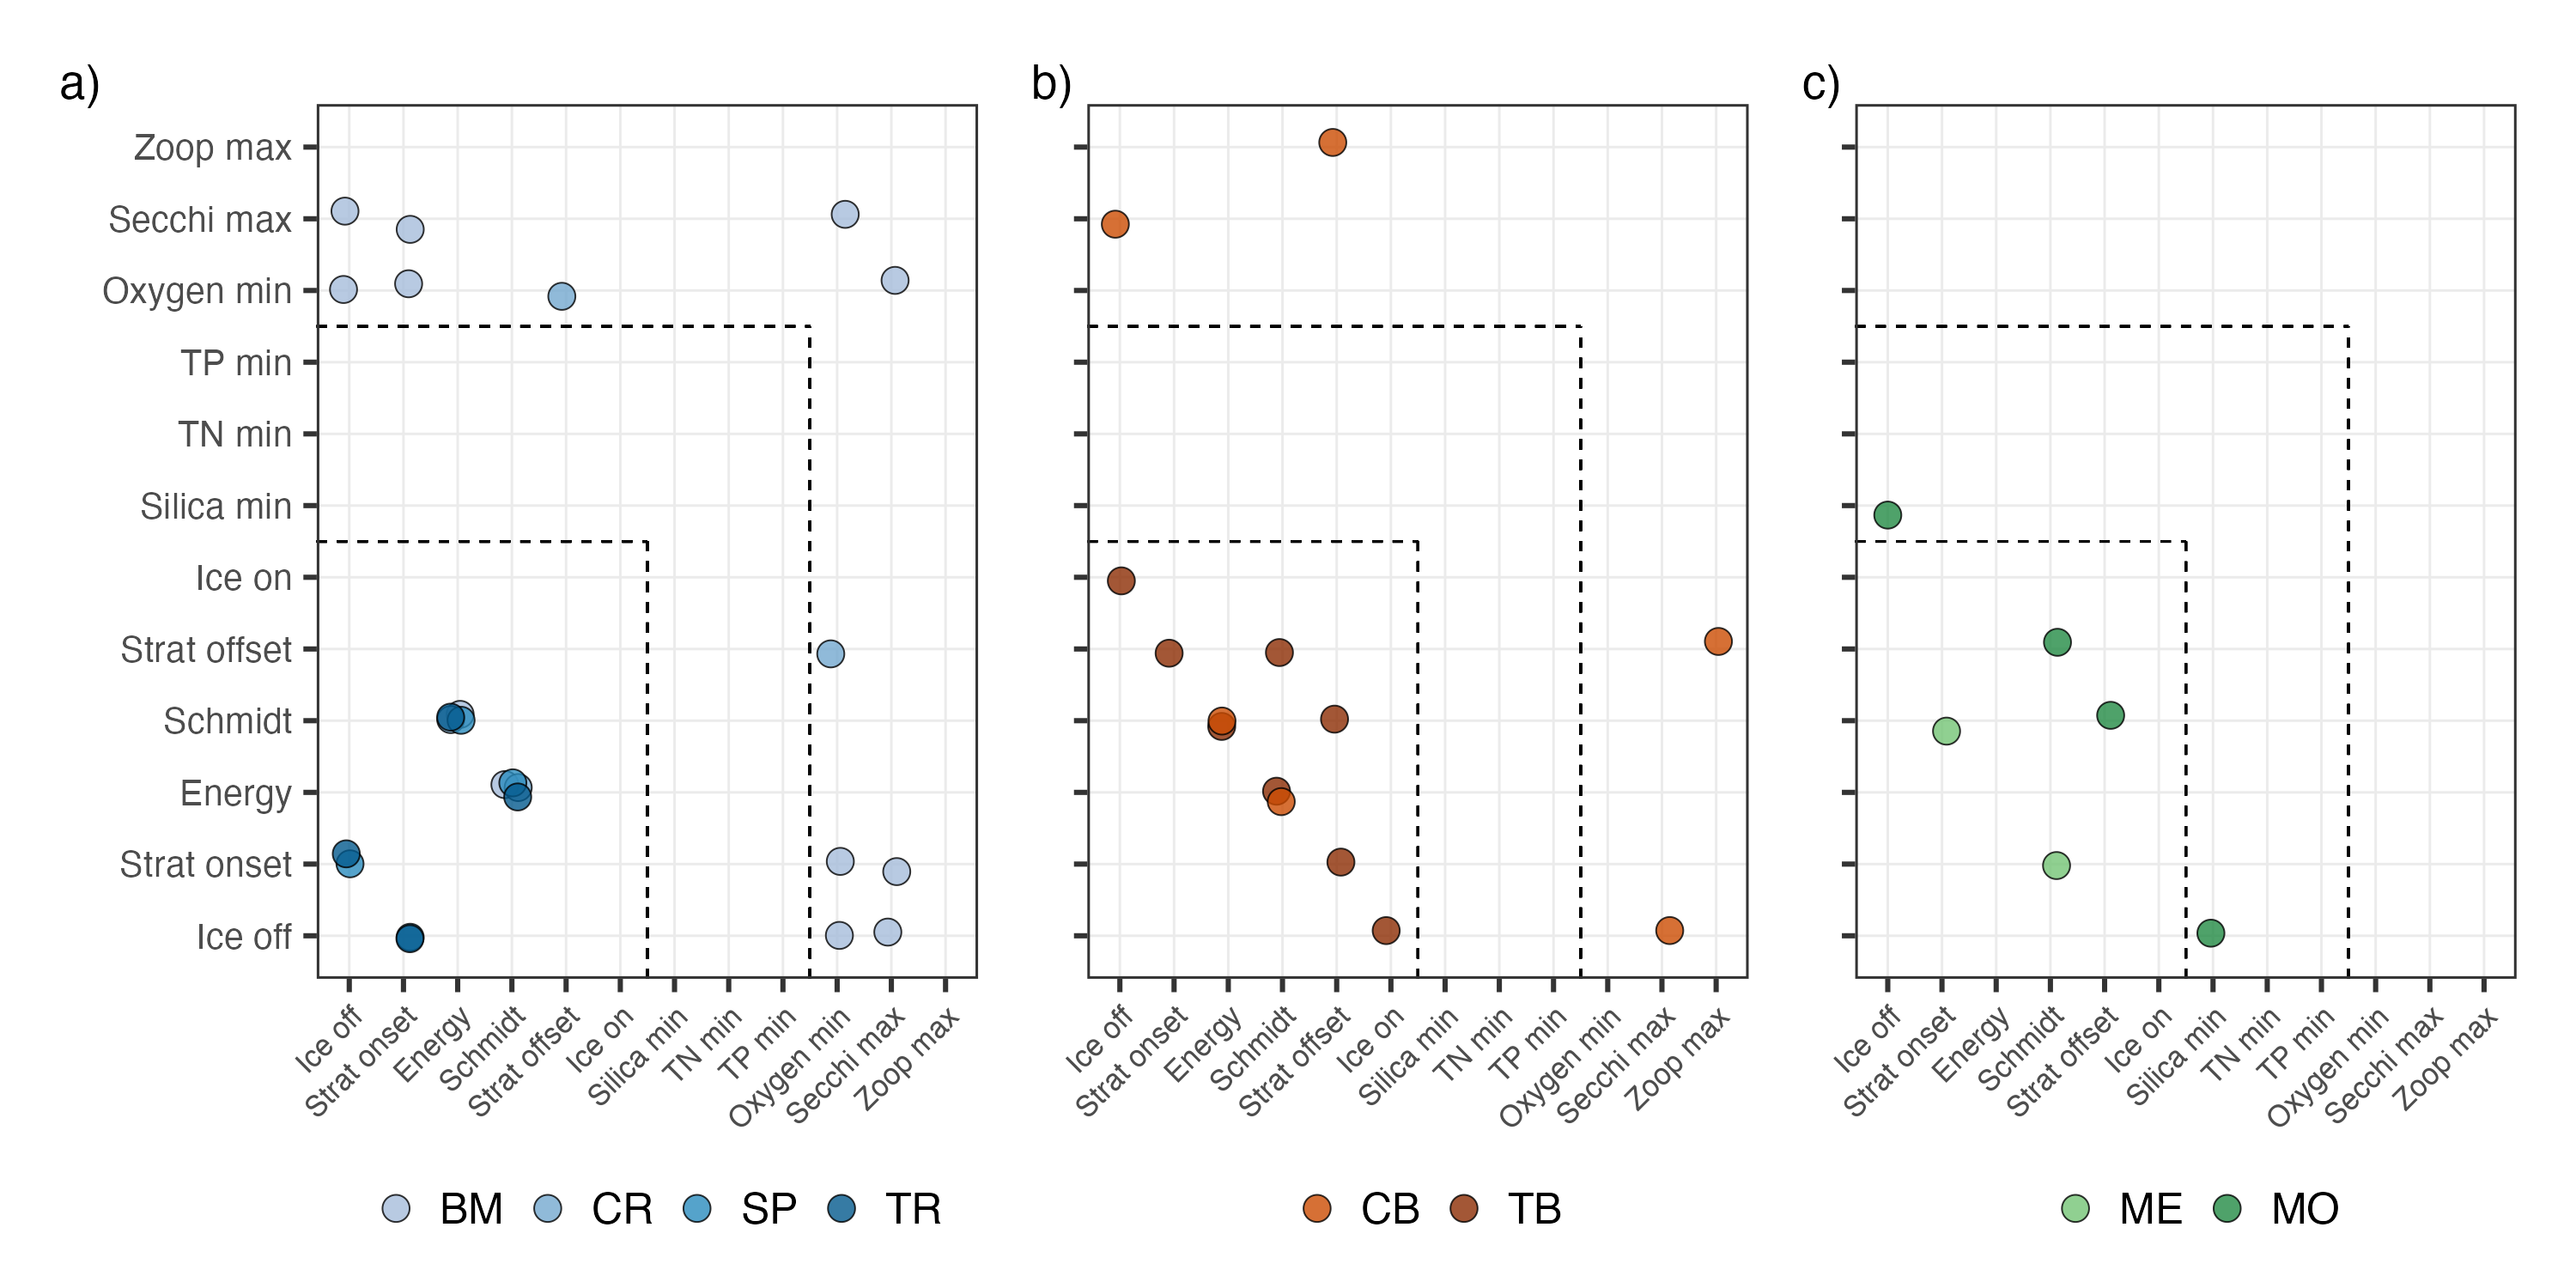 a)
b)
c)
Zoop max
Secchi max
Oxygen min
TP min
TN min
Silica min
Ice on
Strat offset
Schmidt
Energy
Strat onset
Ice off
Ice off
Strat onset
Energy
Schmidt
Strat offset
Ice on
Silica min
TN min
TP min
Oxygen min
Secchi max
Zoop max
Ice off
Strat onset
Energy
Schmidt
Strat offset
Ice on
Silica min
TN min
TP min
Oxygen min
Secchi max
Zoop max
Ice off
Strat onset
Energy
Schmidt
Strat offset
Ice on
Silica min
TN min
TP min
Oxygen min
Secchi max
Zoop max
BM CR SP TR
CB TB
ME MO